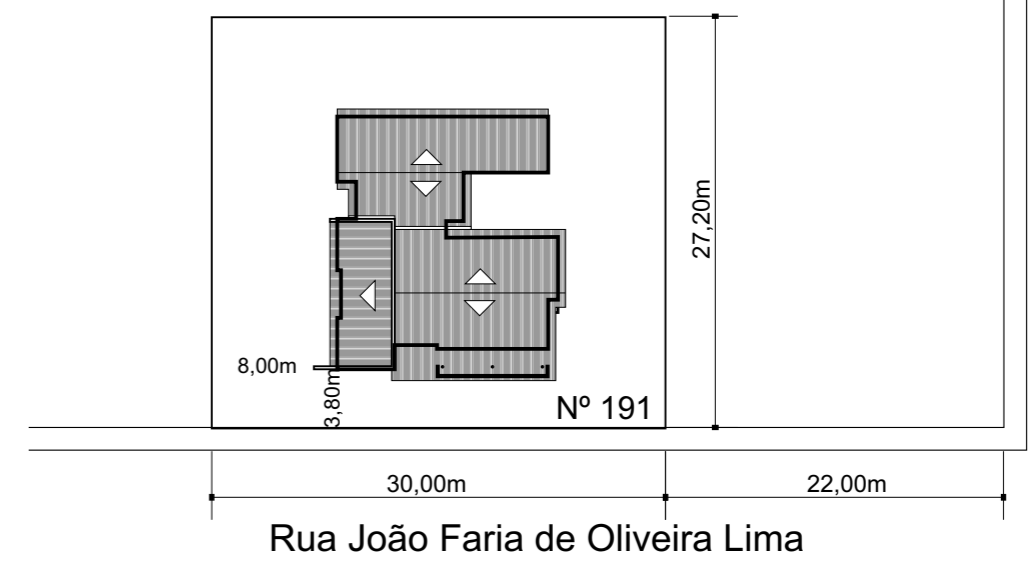 27,20m
8,00m
3,80m
Nº 191
30,00m
22,00m
Rua João Faria de Oliveira Lima